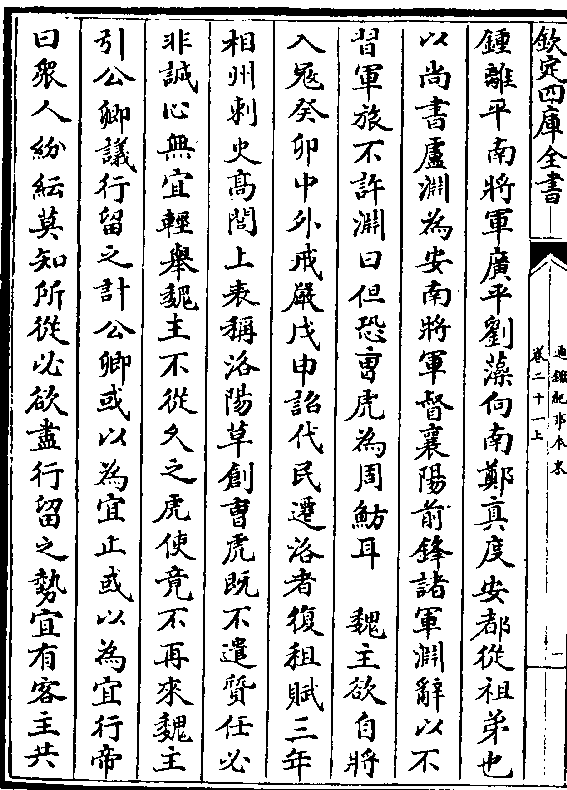 欽定四庫全書
通鑑紀事本末
卷二十一上
一
鍾離平南將軍廣平劉藻向南鄭真度安都從祖弟也
以尚書盧淵為安南將軍督襄陽前鋒諸軍淵辭以不
習軍旅不許淵曰但恐曹虎為周魴耳　魏主欲自將
入冦癸卯中外戒嚴戊申詔代民遷洛者復租賦三年
相州刺史髙閭上表稱洛陽草創曹虎既不遣質任必
非誠心無宜輕舉魏主不從久之虎使竟不再來魏主
引公卿議行留之計公卿或以為宜止或以為宜行帝
曰衆人紛紜莫知所從必欲盡行留之勢宜有客主共